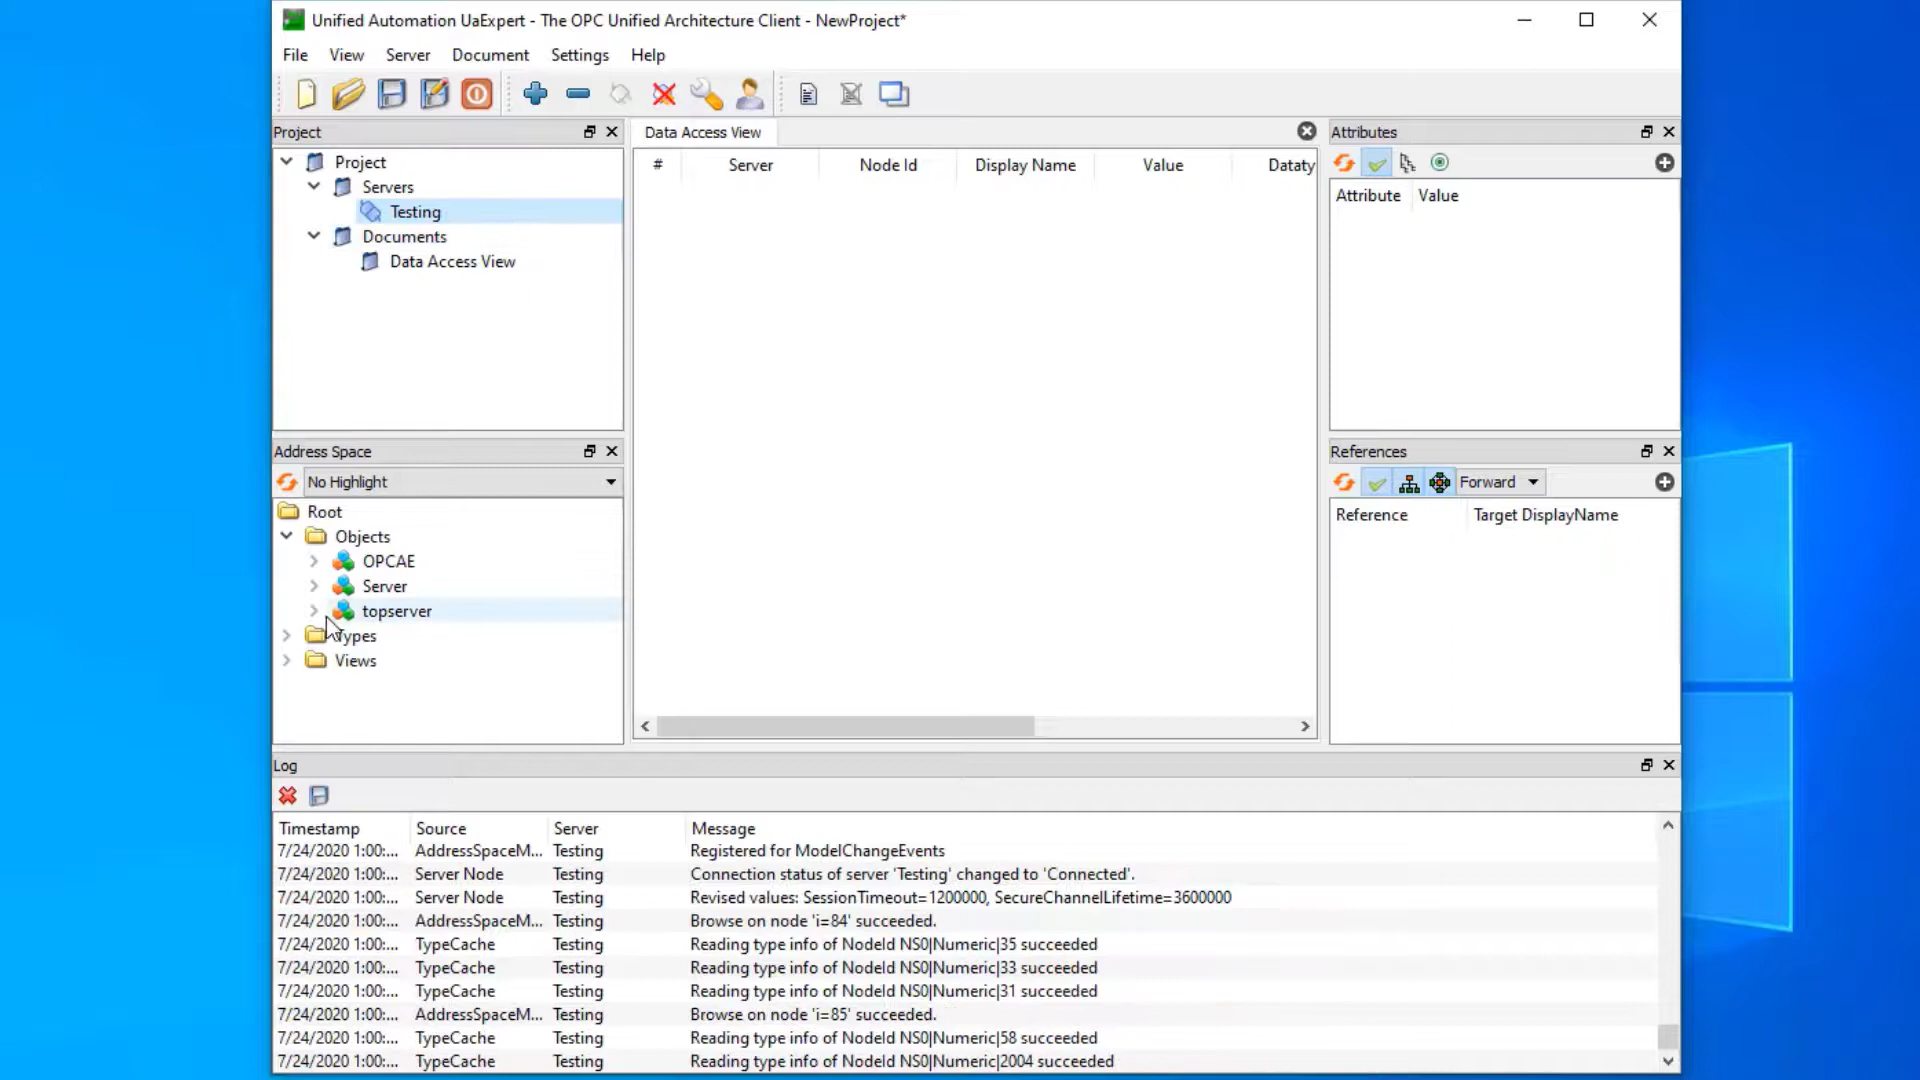 Unified Automation UaExpert - The OPC Unified Architecture Client - NewProject*
File View Server Document Settings Help
Project
Project
Servers
Testing
Documents
Data Access View
Data Access View
# Server Node Id Display Name Value Dataty
Attributes
Attribute Value
Address Space
No Highlight
Root
Objects
OPCAE
Server
topserver
Types
Views
References
Forward
Reference Target DisplayName
Log
Timestamp Source Server Message
7/24/2020 1:00:... AddressSpaceM... Testing Registered for ModelChangeEvents
7/24/2020 1:00:... Server Node Testing Connection status of server 'Testing' changed to 'Connected'.
7/24/2020 1:00:... Server Node Testing Revised values: SessionTimeout=1200000, SecureChannelLifetime=3600000
7/24/2020 1:00:... AddressSpaceM... Testing Browse on node 'i=84' succeeded.
7/24/2020 1:00:... TypeCache Testing Reading type info of NodeId NS0|Numeric|35 succeeded
7/24/2020 1:00:... TypeCache Testing Reading type info of NodeId NS0|Numeric|33 succeeded
7/24/2020 1:00:... TypeCache Testing Reading type info of NodeId NS0|Numeric|31 succeeded
7/24/2020 1:00:... AddressSpaceM... Testing Browse on node 'i=85' succeeded.
7/24/2020 1:00:... TypeCache Testing Reading type info of NodeId NS0|Numeric|58 succeeded
7/24/2020 1:00:... TypeCache Testing Reading type info of NodeId NS0|Numeric|2004 succeeded